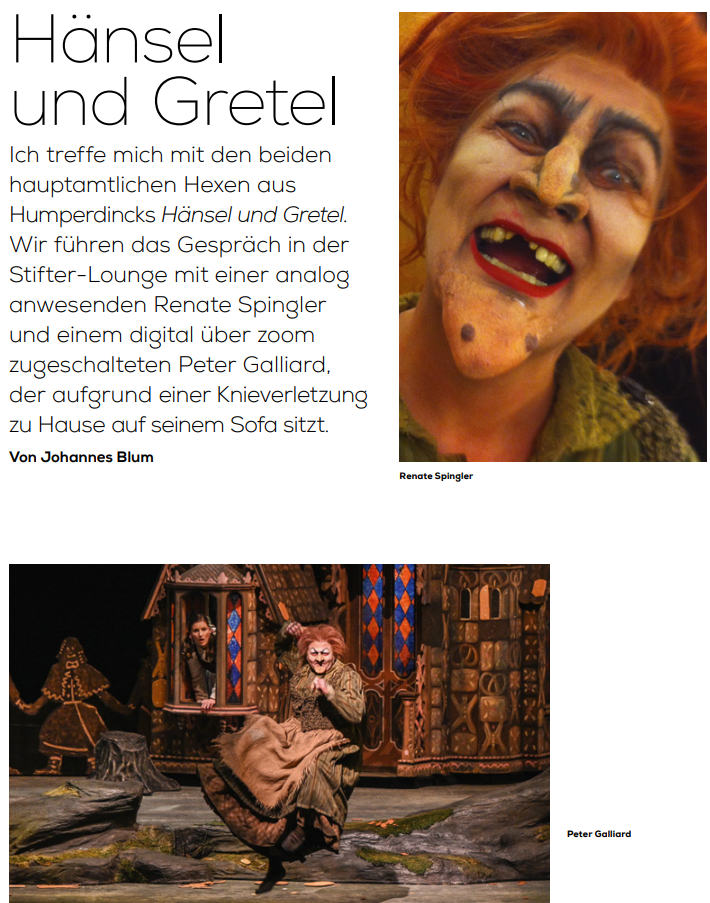 Hänsel
und Gretel
Ich treffe mich mit den beiden
hauptamtlichen Hexen aus
Humperdincks Hänsel und Gretel.
Wir führen das Gespräch in der
Stifter-Lounge mit einer analog
anwesenden Renate Spingler
und einem digital über zoom
zugeschalteten Peter Galliard,
der aufgrund einer Knieverletzung
zu Hause auf seinem Sofa sitzt.
Von Johannes Blum
Renate Spingler
Peter Galliard